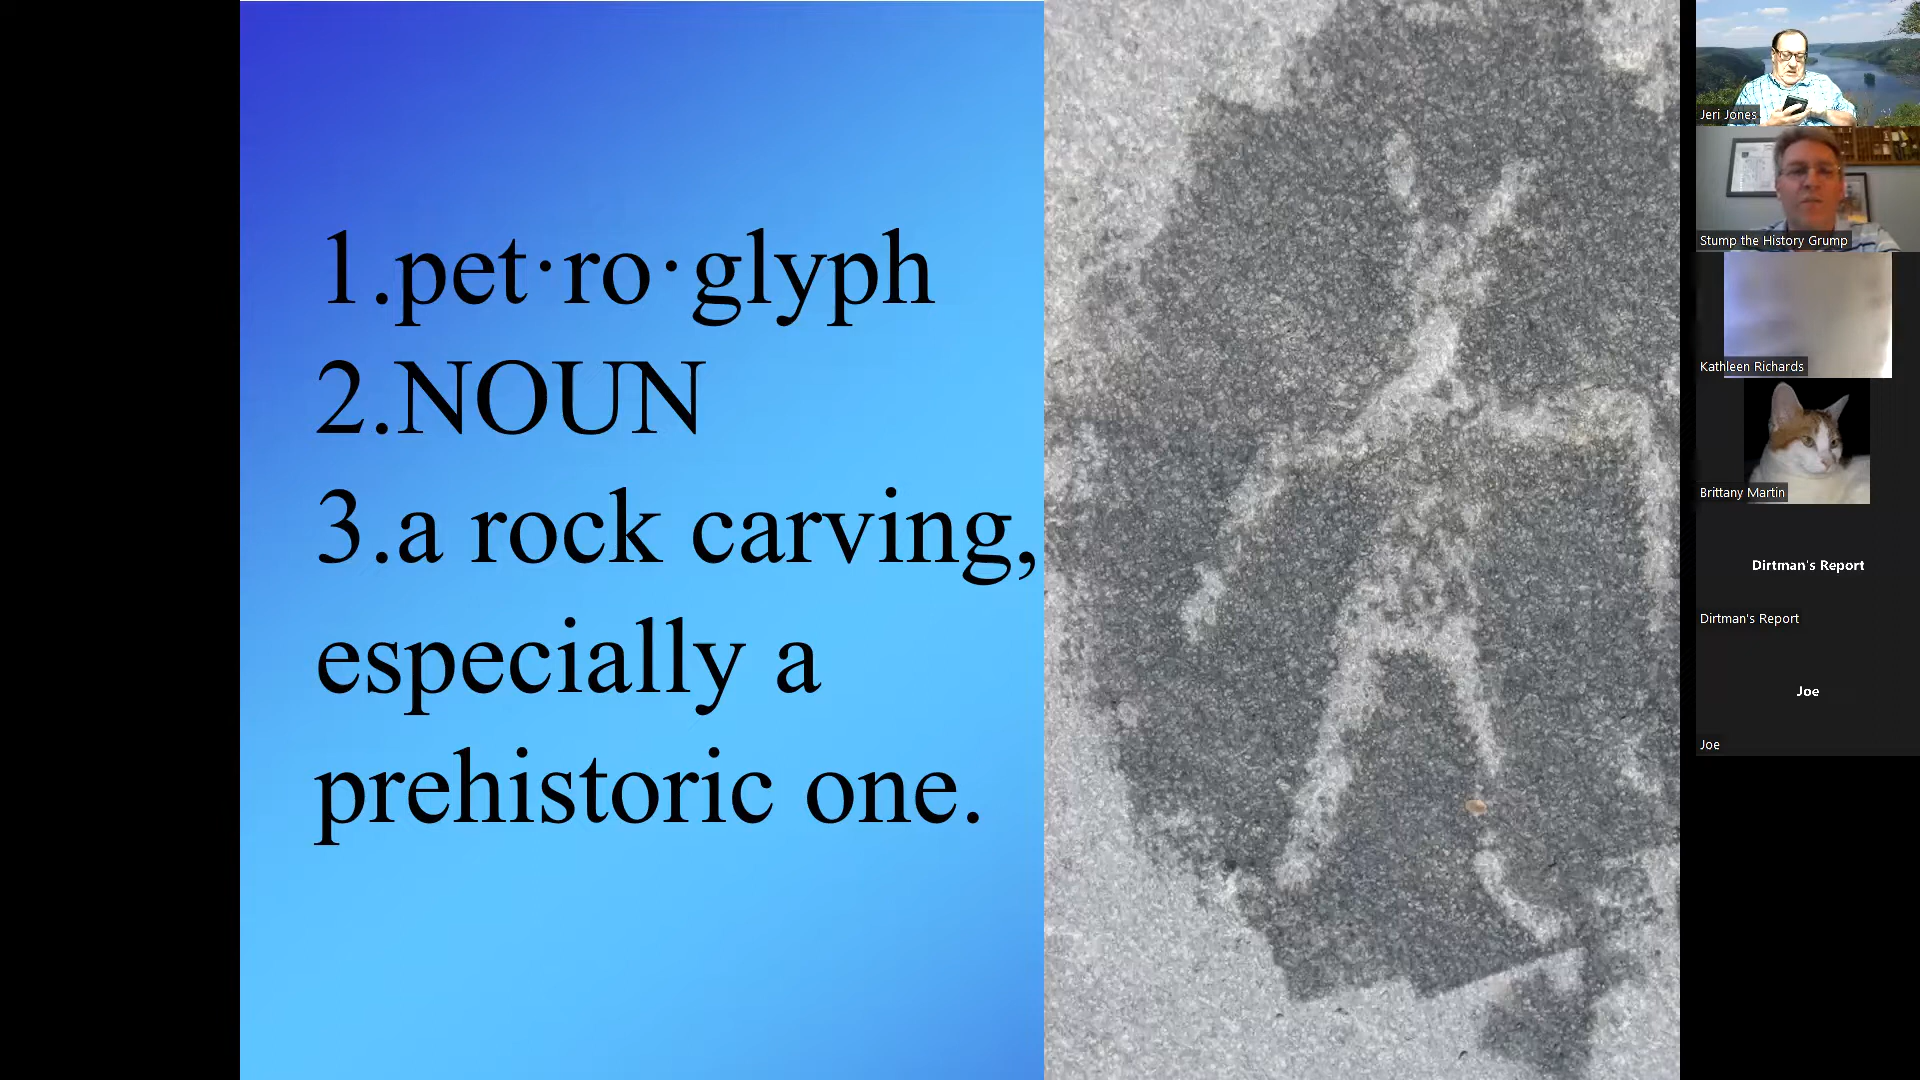 1.pet·ro·glyph
2.NOUN
3.a rock carving,
especially a
prehistoric one.
Jeri Jones
Stump the History Grump
Kathleen Richards
Brittany Martin
Dirtman's Report
Dirtman's Report
Joe
Joe